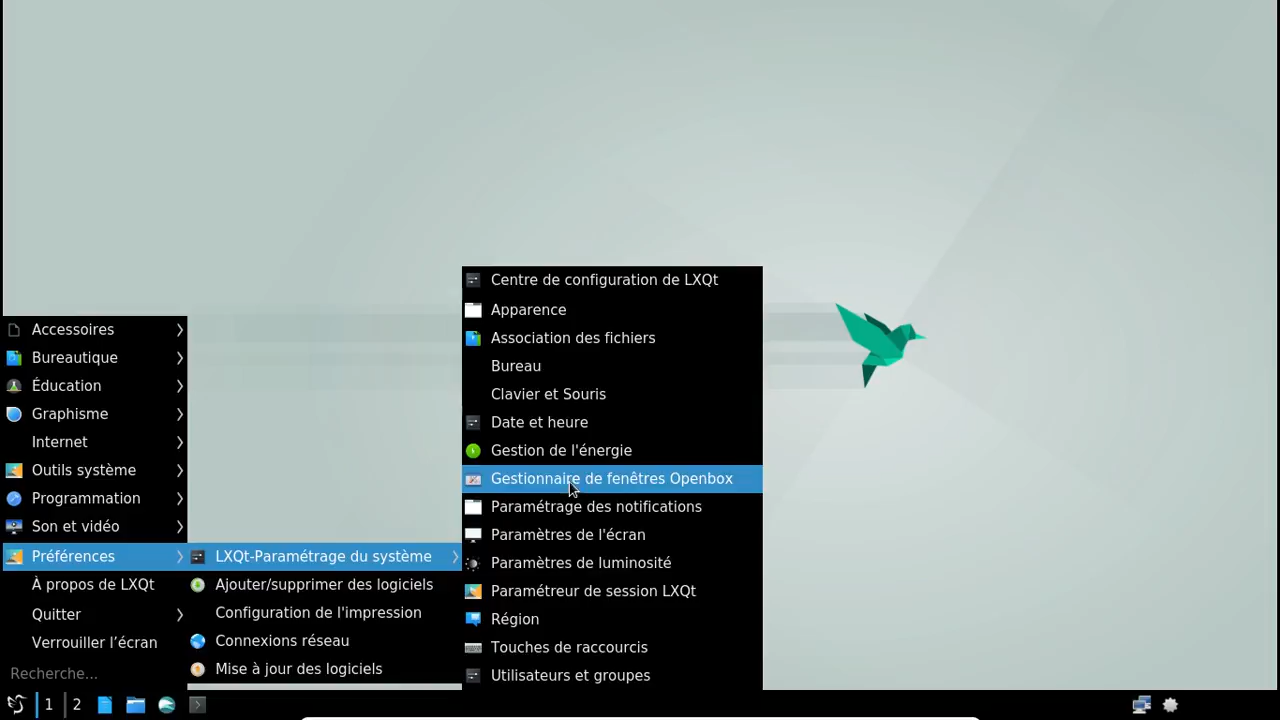 Centre de configuration de LXQt
Apparence
Association des fichiers
Bureau
Clavier et Souris
Date et heure
Gestion de l'énergie
Gestionnaire de fenêtres Openbox
Paramétrage des notifications
Paramètres de l'écran
Paramètres de luminosité
Paramétreur de session LXQt
Région
Touches de raccourcis
Utilisateurs et groupes
Accessoires
Bureautique
Éducation
Graphisme
Internet
Outils système
Programmation
Son et vidéo
Préférences
À propos de LXQt
Quitter
Verrouiller l’écran
Recherche...
LXQt-Paramétrage du système
Ajouter/supprimer des logiciels
Configuration de l'impression
Connexions réseau
Mise à jour des logiciels
1 2